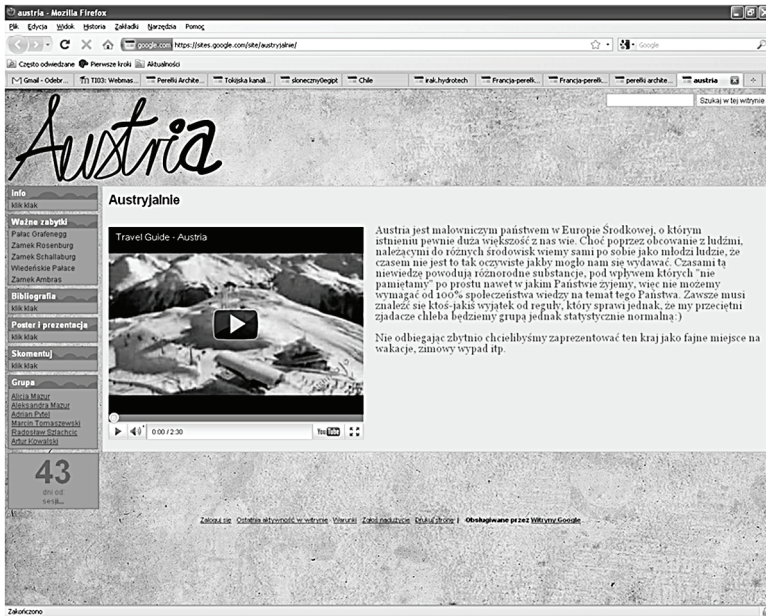 austria - Mozilla Firefox
Plik Edycja Widok Historia Zakładki Narzędzia Pomoc
google.com https://sites.google.com/site/austryjalnie/
Google
Często odwiedzane Pierwsze kroki Aktualności
Gmail - Odebr... TI03: Webmas... Perełki Archite... Tokijska kanali... sloneczny0egipt Chile irak.hydrotech Francja-perełk... Francja-perełk... perełki archite... austria
Szukaj w tej witrynie
Austria
Info
klik klak
Ważne zabytki
Pałac Grafenegg
Zamek Rosenburg
Zamek Schallaburg
Wiedeńskie Pałace
Zamek Ambras
Bibliografia
klik klak
Poster i prezentacja
klik klak
Skomentuj
klik klak
Grupa
Alicja Mazur
Aleksandra Mazur
Adrian Pytel
Marcin Tomaszewski
Radosław Szlachcic
Artur Kowalski
43
dni od:
sesji...
Austryjalnie
Travel Guide - Austria
0:00 / 2:30
YouTube
Austria jest malowniczym państwem w Europie Środkowej, o którym
istnieniu pewnie duża większość z nas wie. Choć poprzez obcowanie z ludźmi,
należącymi do różnych środowisk wiemy sami po sobie jako młodzi ludzie, że
czasem nie jest to tak oczywiste jakby mogło nam się wydawać. Czasami tą
niewiedzę powodują różnorodne substancje, pod wpływem których "nie
pamiętamy" po prostu nawet w jakim Państwie żyjemy, więc nie możemy
wymagać od 100% społeczeństwa wiedzy na temat tego Państwa. Zawsze musi
znaleźć się ktoś-jakiś wyjątek od reguły, który sprawi jednak, że my przeciętni
zjadacze chleba będziemy grupą jednak statystycznie normalną:)
Nie odbiegając zbytnio chcielibyśmy zaprezentować ten kraj jako fajne miejsce na
wakacje, zimowy wypad itp.
Zaloguj się Ostatnia aktywność w witrynie Warunki Zgłoś nadużycie Drukuj stronę | Obsługiwane przez Witryny Google
Zakończono